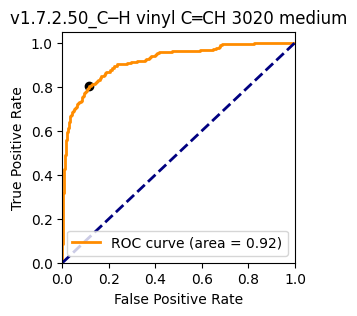 v1.7.2.50_C─H vinyl C═CH 3020 medium
True Positive Rate
1.0
0.8
0.6
0.4
0.2
0.0
ROC curve (area = 0.92)
0.0 0.2 0.4 0.6 0.8 1.0
False Positive Rate